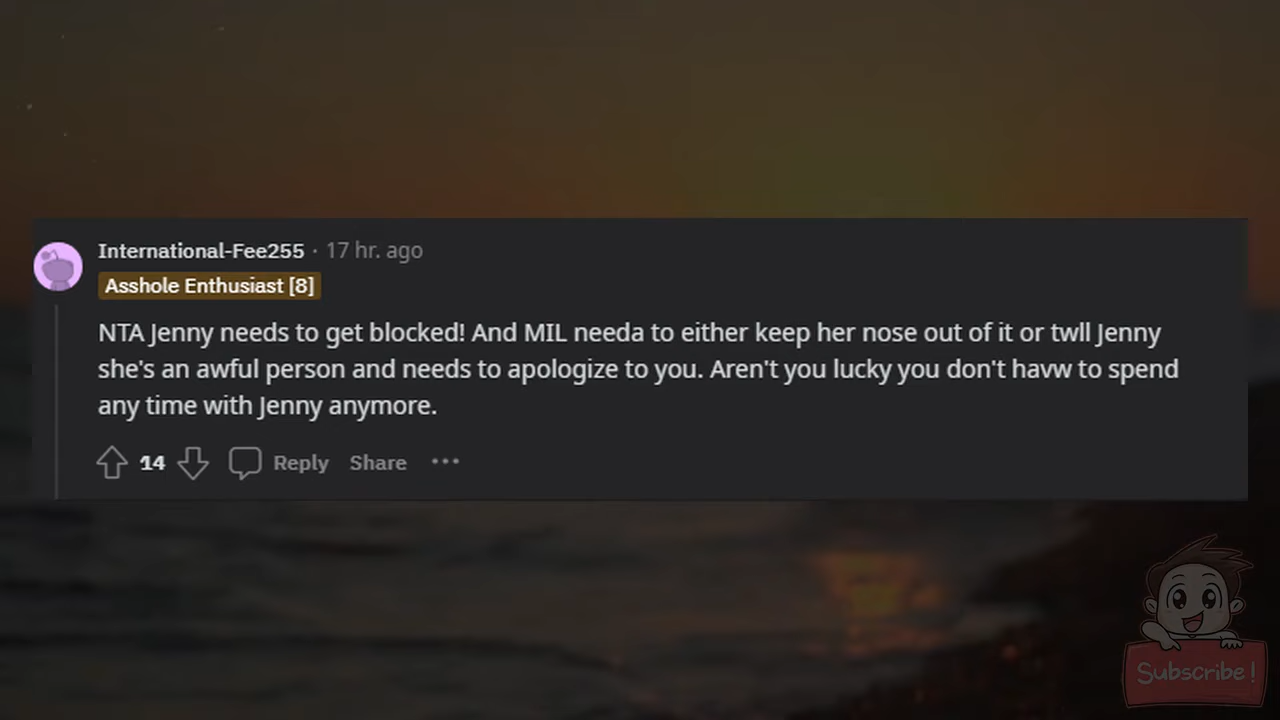 International-Fee255 · 17 hr. ago
Asshole Enthusiast [8]
NTA Jenny needs to get blocked! And MIL needa to either keep her nose out of it or twll Jenny
she's an awful person and needs to apologize to you. Aren't you lucky you don't havw to spend
any time with Jenny anymore.
14 Reply Share ···
Subscribe!